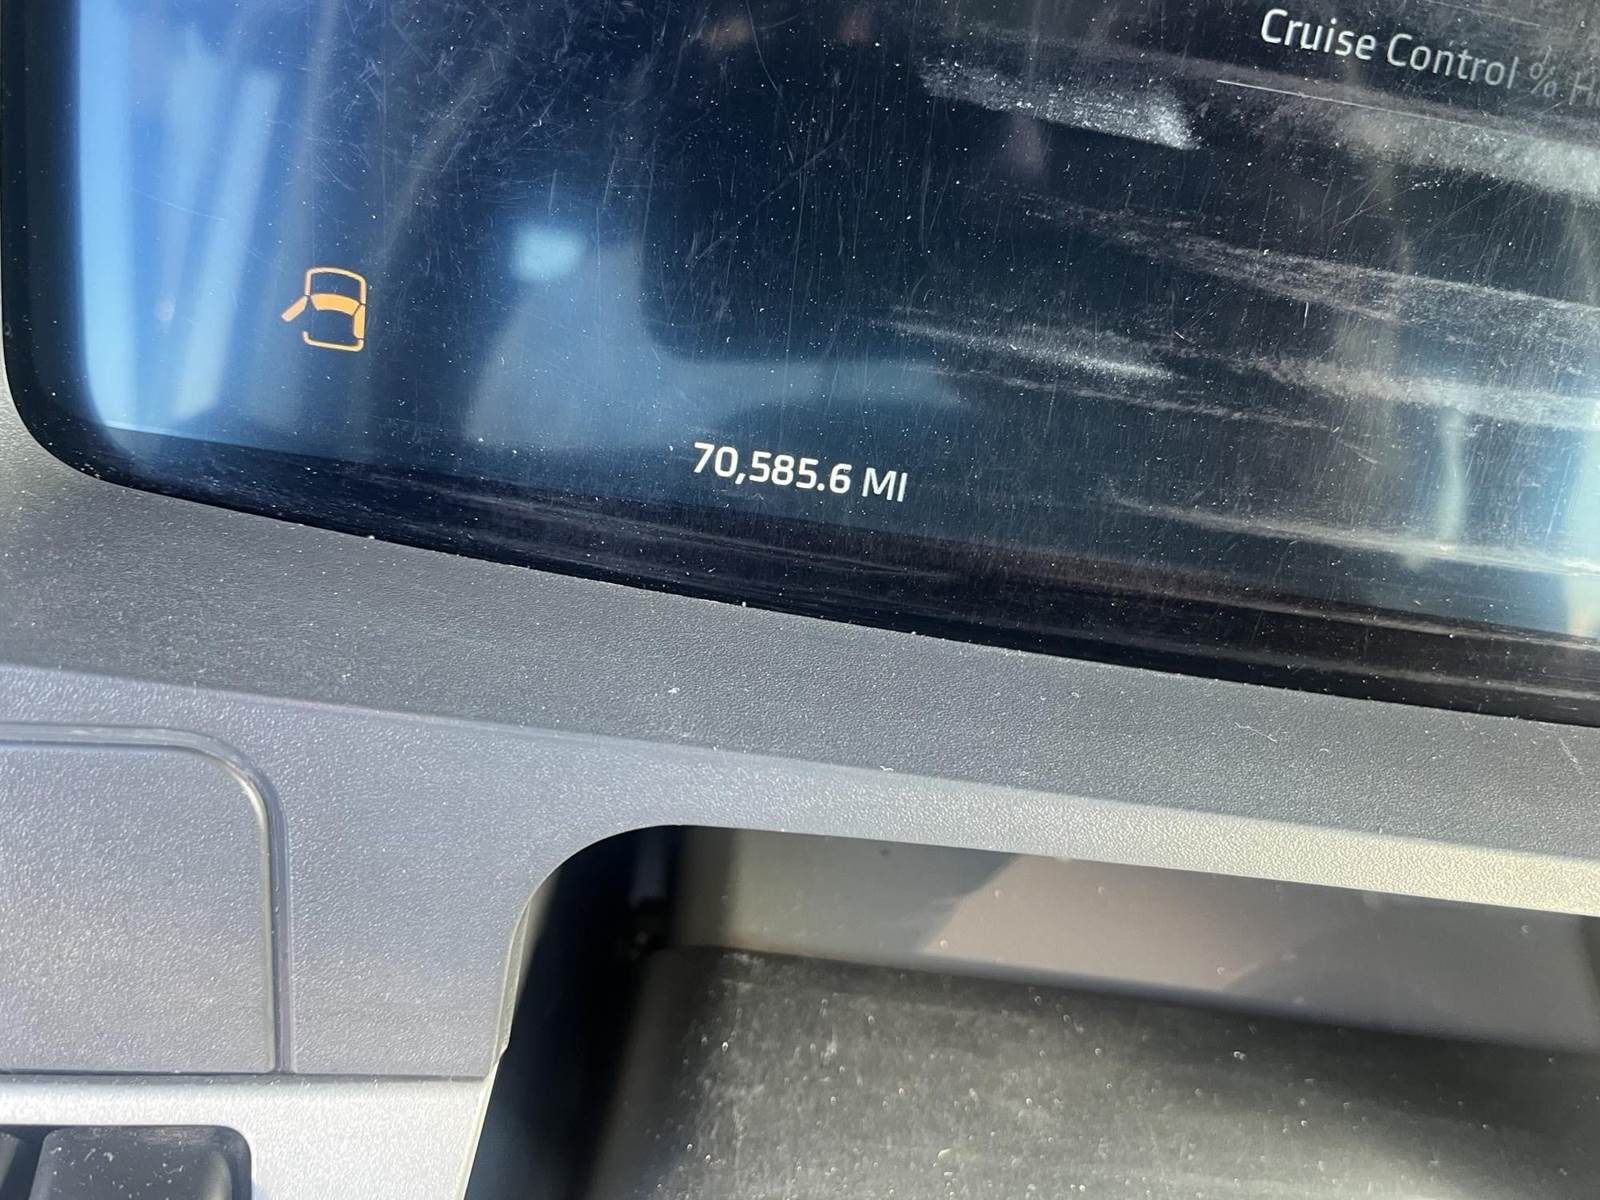 Cruise Control %
70,585.6 MI